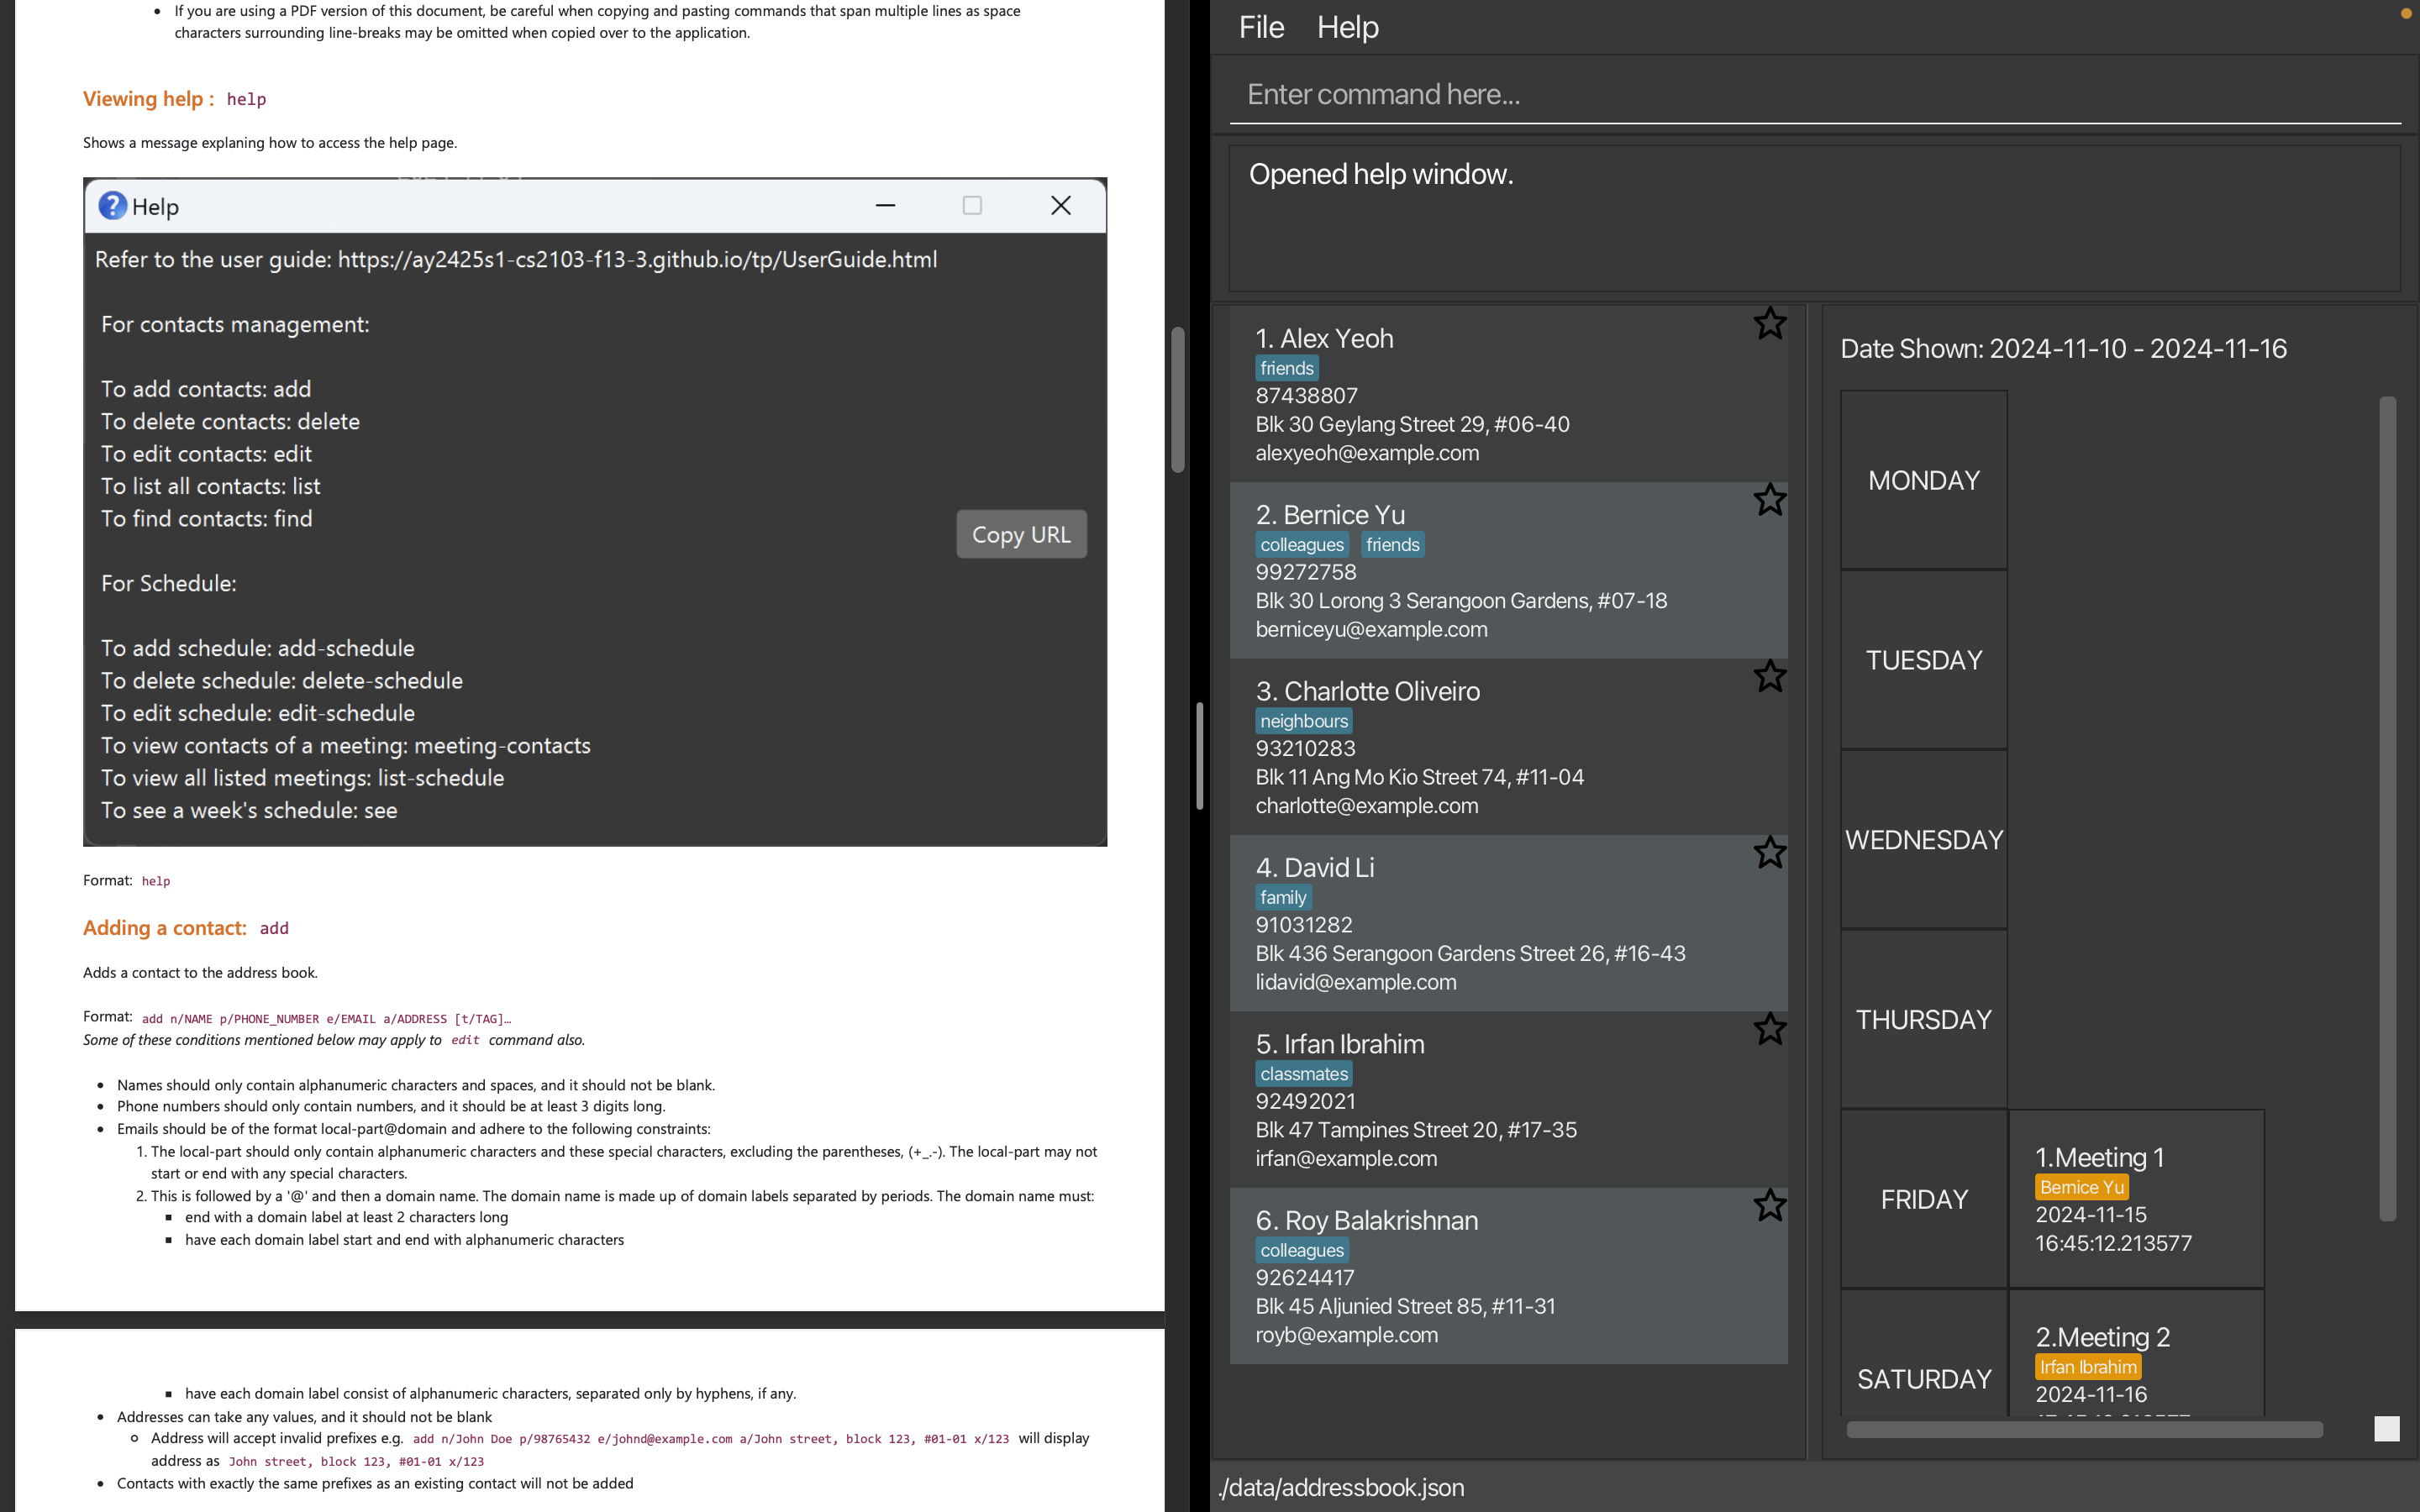 If you are using a PDF version of this document, be careful when copying and pasting commands that span multiple lines as space
characters surrounding line-breaks may be omitted when copied over to the application.
Viewing help : help
Shows a message explaning how to access the help page.
Help
Refer to the user guide: https://ay2425s1-cs2103-f13-3.github.io/tp/UserGuide.html
For contacts management:
To add contacts: add
To delete contacts: delete
To edit contacts: edit
To list all contacts: list
To find contacts: find
Copy URL
For Schedule:
To add schedule: add-schedule
To delete schedule: delete-schedule
To edit schedule: edit-schedule
To view contacts of a meeting: meeting-contacts
To view all listed meetings: list-schedule
To see a week's schedule: see
Format: help
Adding a contact: add
Adds a contact to the address book.
Format: add n/NAME p/PHONE_NUMBER e/EMAIL a/ADDRESS [t/TAG]…
Some of these conditions mentioned below may apply to edit command also.
Names should only contain alphanumeric characters and spaces, and it should not be blank.
Phone numbers should only contain numbers, and it should be at least 3 digits long.
Emails should be of the format local-part@domain and adhere to the following constraints:
1. The local-part should only contain alphanumeric characters and these special characters, excluding the parentheses, (+_.-). The local-part may not
start or end with any special characters.
2. This is followed by a '@' and then a domain name. The domain name is made up of domain labels separated by periods. The domain name must:
end with a domain label at least 2 characters long
have each domain label start and end with alphanumeric characters
have each domain label consist of alphanumeric characters, separated only by hyphens, if any.
Addresses can take any values, and it should not be blank
Address will accept invalid prefixes e.g. add n/John Doe p/98765432 e/johnd@example.com a/John street, block 123, #01-01 x/123 will display
address as John street, block 123, #01-01 x/123
Contacts with exactly the same prefixes as an existing contact will not be added
File Help
Enter command here...
Opened help window.
1. Alex Yeoh
friends
87438807
Blk 30 Geylang Street 29, #06-40
alexyeoh@example.com
2. Bernice Yu
colleagues friends
99272758
Blk 30 Lorong 3 Serangoon Gardens, #07-18
berniceyu@example.com
3. Charlotte Oliveiro
neighbours
93210283
Blk 11 Ang Mo Kio Street 74, #11-04
charlotte@example.com
4. David Li
family
91031282
Blk 436 Serangoon Gardens Street 26, #16-43
lidavid@example.com
5. Irfan Ibrahim
classmates
92492021
Blk 47 Tampines Street 20, #17-35
irfan@example.com
6. Roy Balakrishnan
colleagues
92624417
Blk 45 Aljunied Street 85, #11-31
royb@example.com
Date Shown: 2024-11-10 - 2024-11-16
MONDAY
TUESDAY
WEDNESDAY
THURSDAY
FRIDAY
1.Meeting 1
Bernice Yu
2024-11-15
16:45:12.213577
SATURDAY
2.Meeting 2
Irfan Ibrahim
2024-11-16
./data/addressbook.json